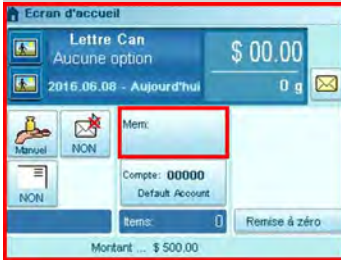 Ecran d'accueil
Lettre Can
Aucune option
2016.06.08 - Aujourd'hui
$ 00.00
0 g
Manuel
NON
Mem:
NON
Compte: 00000
Default Account
Items: 0
Remise à zéro
Montant ... $ 500.00